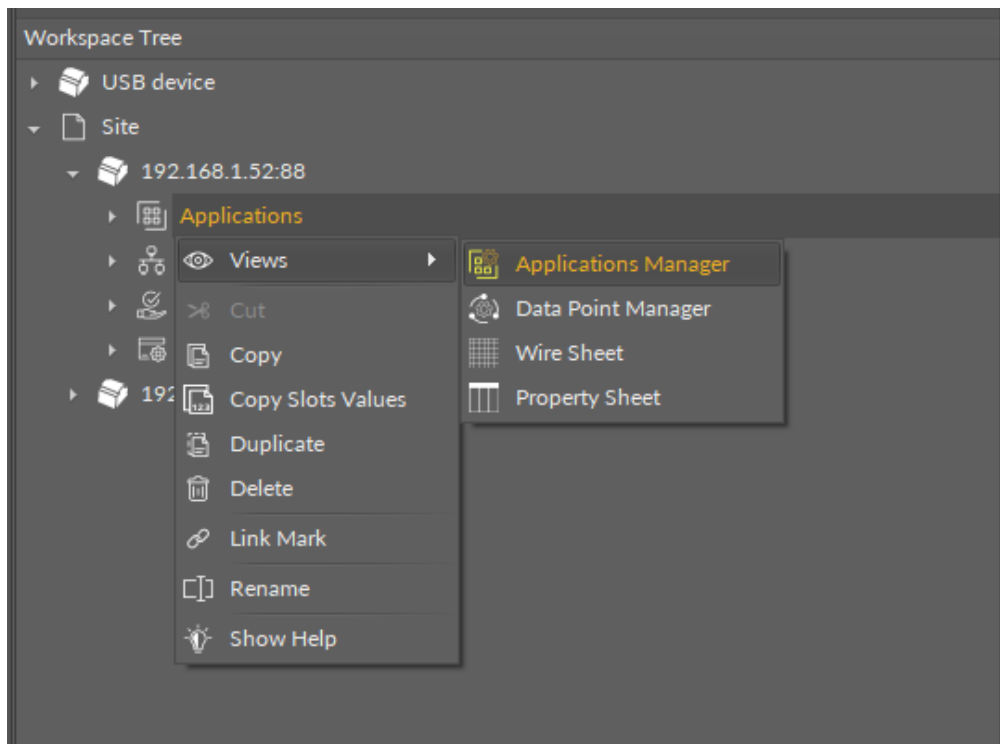 Workspace Tree
USB device
Site
192.168.1.52:88
Applications
Views
Applications Manager
Data Point Manager
Cut
Wire Sheet
Copy
Property Sheet
192
Copy Slots Values
Duplicate
Delete
Link Mark
Rename
Show Help